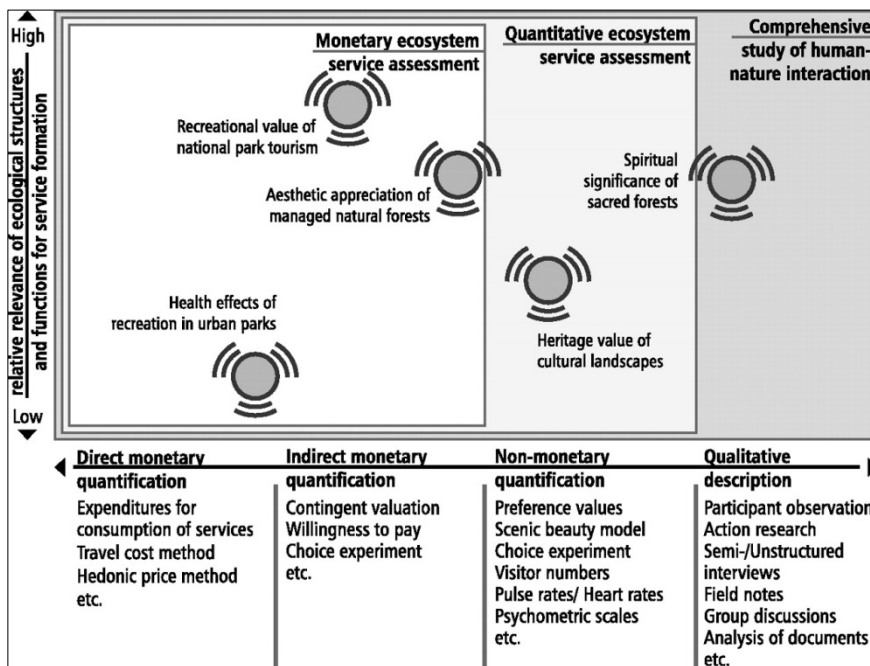 High
relative relevance of ecological structures
and functions for service formation
Low
Monetary ecosystem
service assessment
Quantitative ecosystem
service assessment
Comprehensive
study of human-
nature interaction
Recreational value of
national park tourism
Aesthetic appreciation of
managed natural forests
Spiritual
significance of
sacred forests
Health effects of
recreation in urban parks
Heritage value of
cultural landscapes
Direct monetary
quantification
Expenditures for
consumption of services
Travel cost method
Hedonic price method
etc.
Indirect monetary
quantification
Contingent valuation
Willingness to pay
Choice experiment
etc.
Non-monetary
quantification
Preference values
Scenic beauty model
Choice experiment
Visitor numbers
Pulse rates/ Heart rates
Psychometric scales
etc.
Qualitative
description
Participant observation
Action research
Semi-/Unstructured
interviews
Field notes
Group discussions
Analysis of documents
etc.